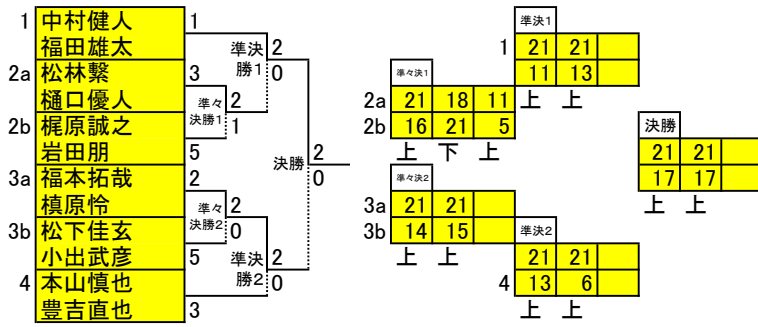 1 中村健人 1
福田雄太
2a 松林繋 3
樋口優人
2b 梶原誠之
岩田朋 5
3a 福本拓哉 2
槙原怜
3b 松下佳玄
小出武彦 5
4 本山慎也
豊吉直也 3
準々
決勝1
2
1
準々
決勝2
2
0
準決
勝1
2
0
準決
勝2
2
0
決勝
2
0
準決1
1 21 21
11 13
上 上
準々決1
2a 21 18 11
2b 16 21 5
上 下 上
決勝
21 21
17 17
上 上
準々決2
3a 21 21
3b 14 15
上 上
準決2
21 21
4 13 6
上 上